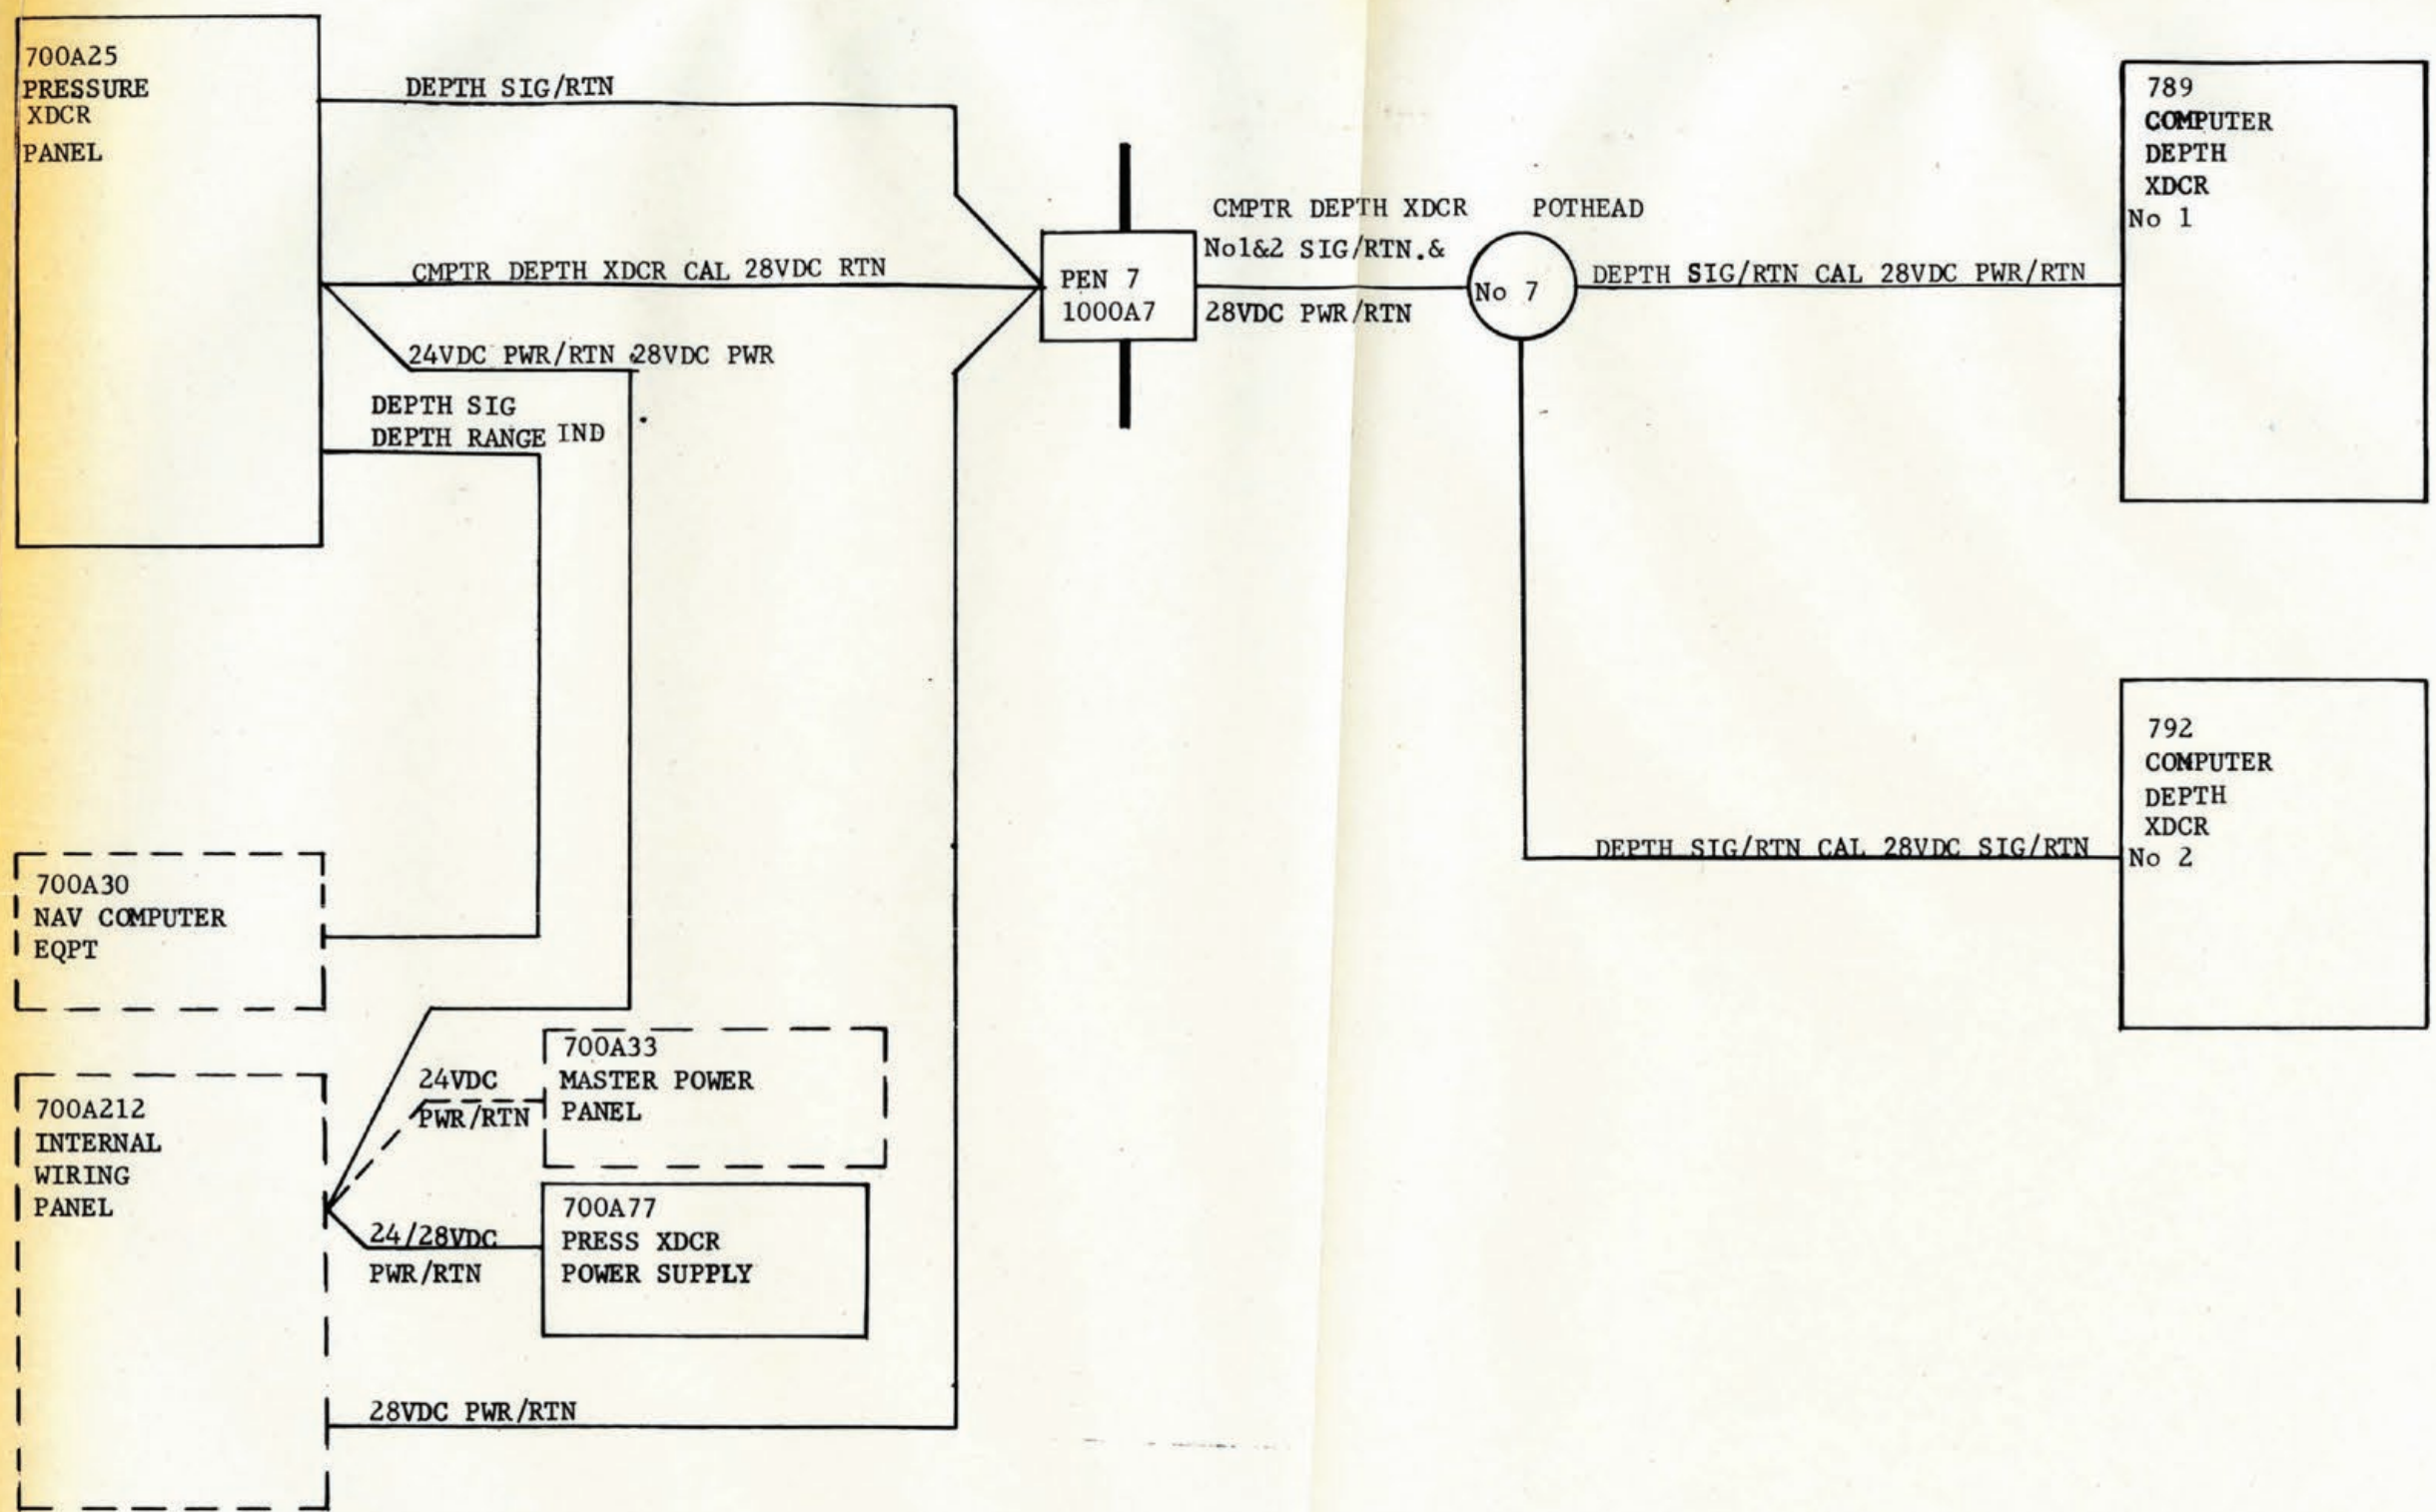 700A25
PRESSURE
XDCR
PANEL
DEPTH SIG/RTN
CMPTR DEPTH XDCR CAL 28VDC RTN
24VDC PWR/RTN 28VDC PWR
DEPTH SIG
DEPTH RANGE IND
PEN 7
1000A7
CMPTR DEPTH XDCR
No1&2 SIG/RTN.&
28VDC PWR/RTN
POTHEAD
No 7
DEPTH SIG/RTN CAL 28VDC PWR/RTN
789
COMPUTER
DEPTH
XDCR
No 1
DEPTH SIG/RTN CAL 28VDC SIG/RTN
792
COMPUTER
DEPTH
XDCR
No 2
700A30
NAV COMPUTER
EQPT
700A212
INTERNAL
WIRING
PANEL
24VDC
PWR/RTN
700A33
MASTER POWER
PANEL
24/28VDC
PWR/RTN
700A77
PRESS XDCR
POWER SUPPLY
28VDC PWR/RTN